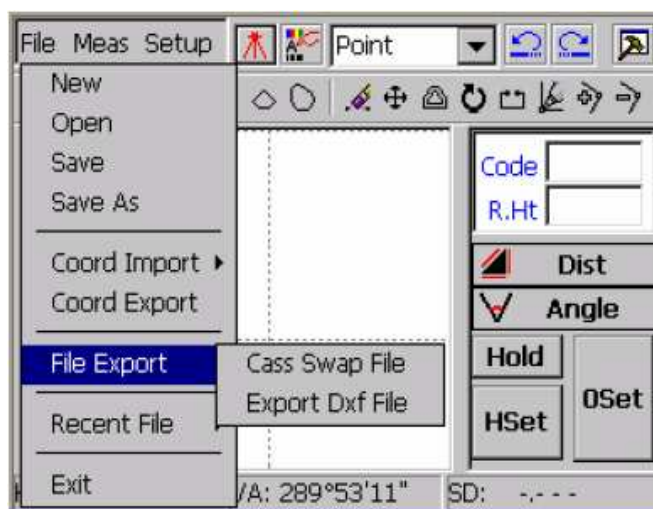 File Meas Setup Point
New
Open
Save
Save As
Coord Import
Coord Export
File Export
Recent File
Exit
Cass Swap File
Export Dxf File
Code
R.Ht
Dist
Angle
Hold
HSet
0Set
/A: 289°53'11" SD: -.- - -